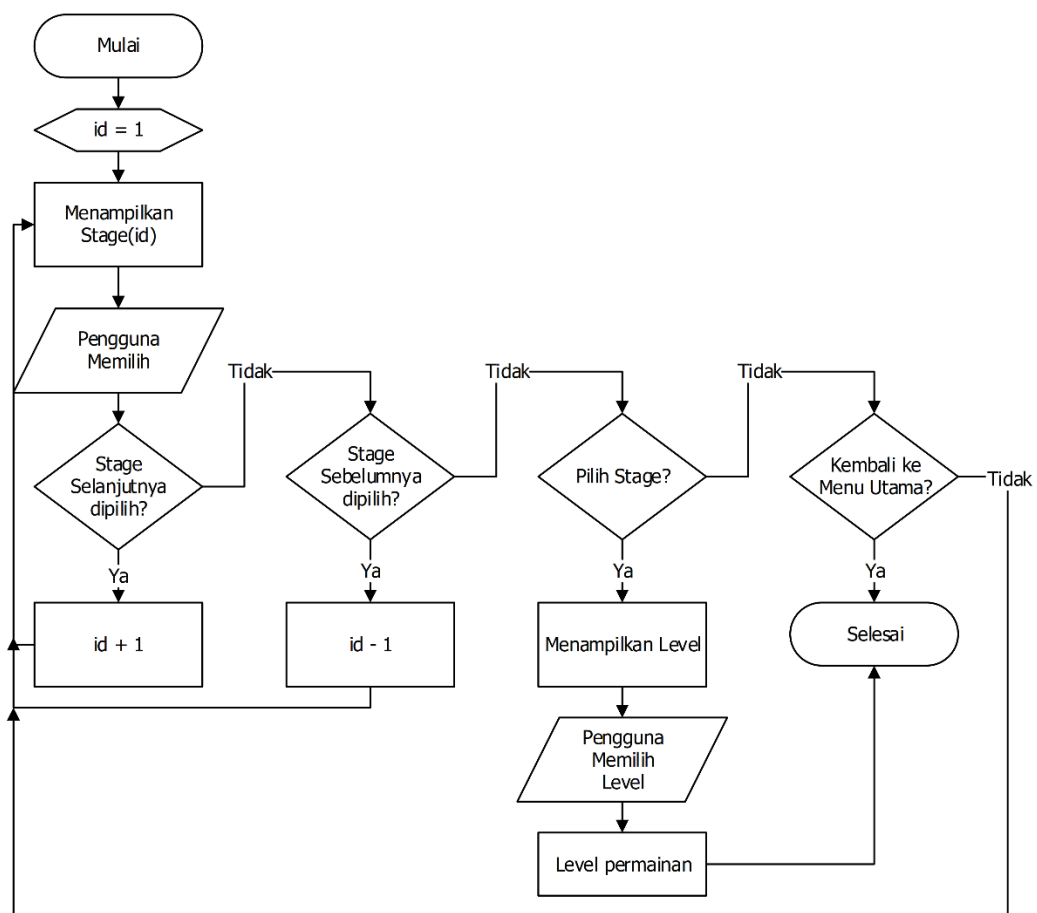 Mulai
id = 1
Menampilkan
Stage(id)
Pengguna
Memilih
Tidak
Tidak
Tidak
Stage
Selanjutnya
dipilih?
Stage
Sebelumnya
dipilih?
Pilih Stage?
Kembali ke
Menu Utama?
Tidak
Ya
Ya
Ya
Ya
id + 1
id - 1
Menampilkan Level
Selesai
Pengguna
Memilih
Level
Level permainan